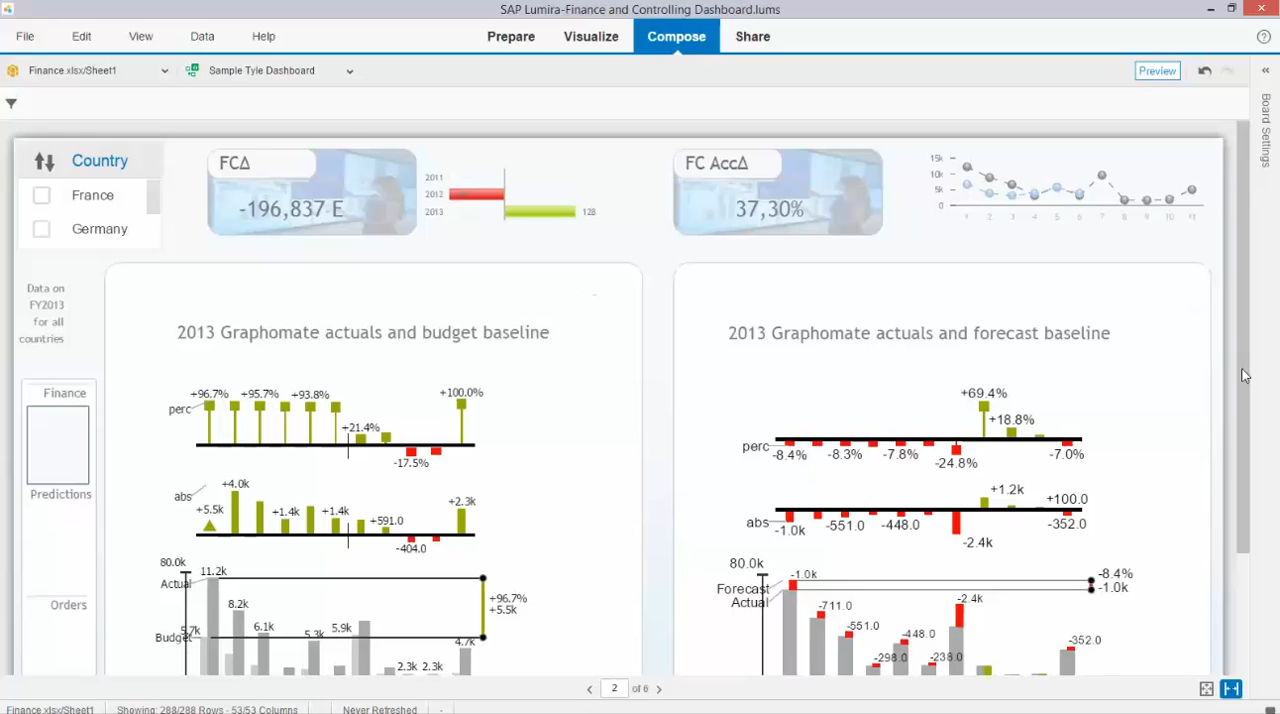 SAP Lumira-Finance and Controlling Dashboard.lums
File Edit View Data Help Prepare Visualize Compose Share
Finance.xlsx/Sheet1 Sample Tyle Dashboard Preview
Board Settings
Country
France
Germany
FCΔ
-196,837 E
2011
2012
2013
128
FC AccΔ
37,30%
15k
10k
5k
0
1 2 3 4 5 6 7 8 9 10 11
Data on
FY2013
for all
countries
Finance
Predictions
Orders
2013 Graphomate actuals and budget baseline
+96.7% +95.7% +93.8% +100.0%
perc
+21.4%
-17.5%
abs
+4.0k
+5.5k +1.4k +1.4k +591.0 +2.3k
-404.0
80.0k
Actual
11.2k
8.2k
6.1k
5.3k
5.9k
4.7k
2.3k 2.3k
Budget
5.7k
+96.7%
+5.5k
2013 Graphomate actuals and forecast baseline
+69.4%
+18.8%
perc
-8.4% -8.3% -7.8% -24.8% -7.0%
+1.2k
+100.0
abs
-1.0k -551.0 -448.0 -2.4k -352.0
80.0k
Forecast
Actual
-1.0k
-711.0
-551.0
-298.0
-448.0
-238.0
-2.4k
-352.0
-8.4%
-1.0k
2 of 6
Finance.xlsx/Sheet1 Showing: 288/288 Rows - 53/53 Columns Never Refreshed